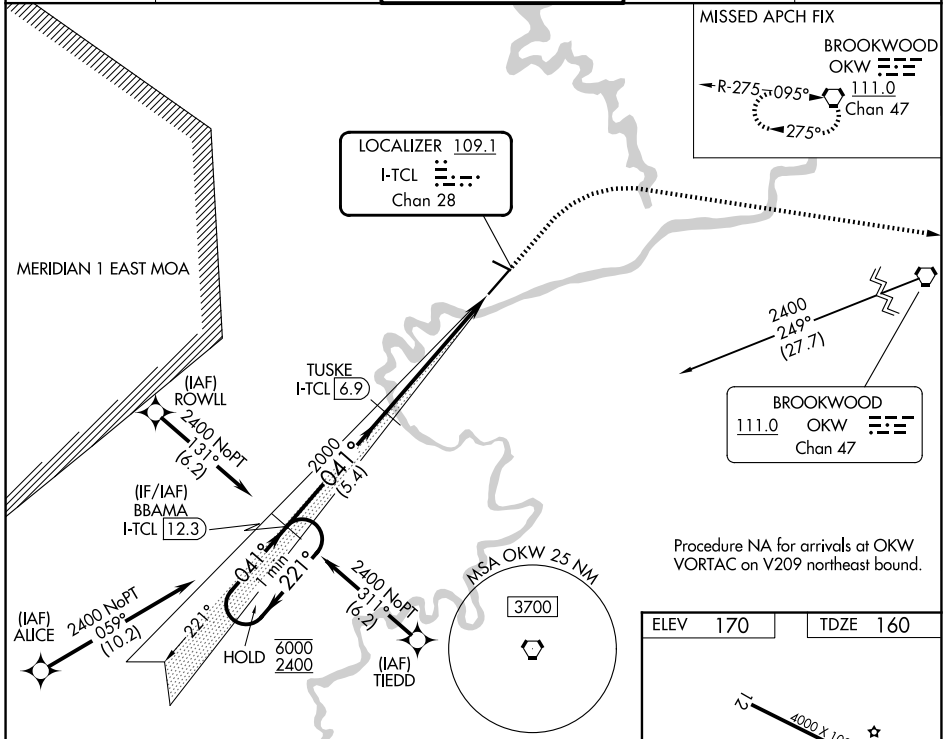 MISSED APCH FIX
BROOKWOOD
OKW
111.0
Chan 47
R-275
095°
275°
LOCALIZER 109.1
I-TCL
Chan 28
MERIDIAN 1 EAST MOA
2400
249°
(27.7)
TUSKE
I-TCL 6.9
(IAF)
ROWLL
2400 NoPT
131°
(6.2)
BROOKWOOD
111.0 OKW
Chan 47
2000
041°
(5.4)
(IF/IAF)
BBAMA
I-TCL 12.3
041°
1 min
221°
Procedure NA for arrivals at OKW
VORTAC on V209 northeast bound.
2400 NoPT
311°
(6.2)
MSA OKW 25 NM
3700
(IAF)
ALICE
2400 NoPT
059°
(10.2)
221°
HOLD
6000
2400
(IAF)
TIEDD
ELEV 170
TDZE 160
12
4000 X